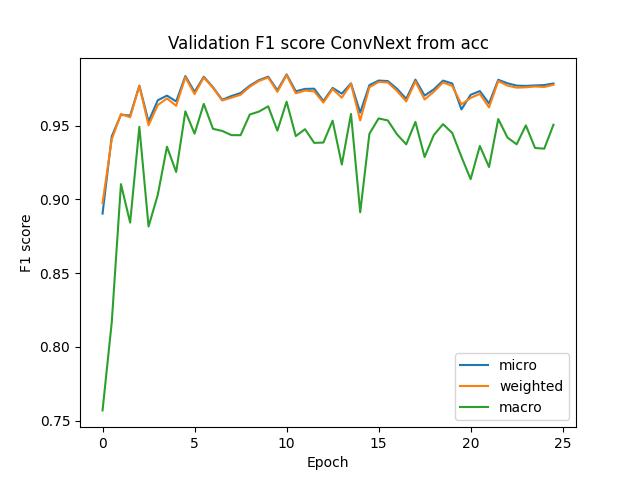 Validation F1 score ConvNext from acc
F1 score
0.95
0.90
0.85
0.80
0.75
0
5
10
15
20
25
Epoch
micro
weighted
macro